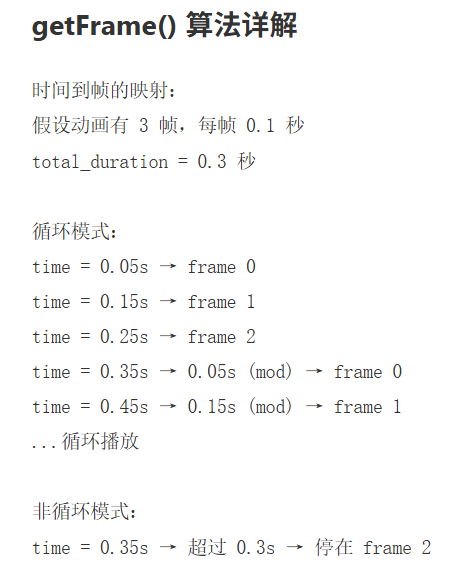 getFrame() 算法详解
时间到帧的映射：
假设动画有 3 帧，每帧 0.1 秒
total_duration = 0.3 秒
循环模式：
time = 0.05s → frame 0
time = 0.15s → frame 1
time = 0.25s → frame 2
time = 0.35s → 0.05s (mod) → frame 0
time = 0.45s → 0.15s (mod) → frame 1
...循环播放
非循环模式：
time = 0.35s → 超过 0.3s → 停在 frame 2